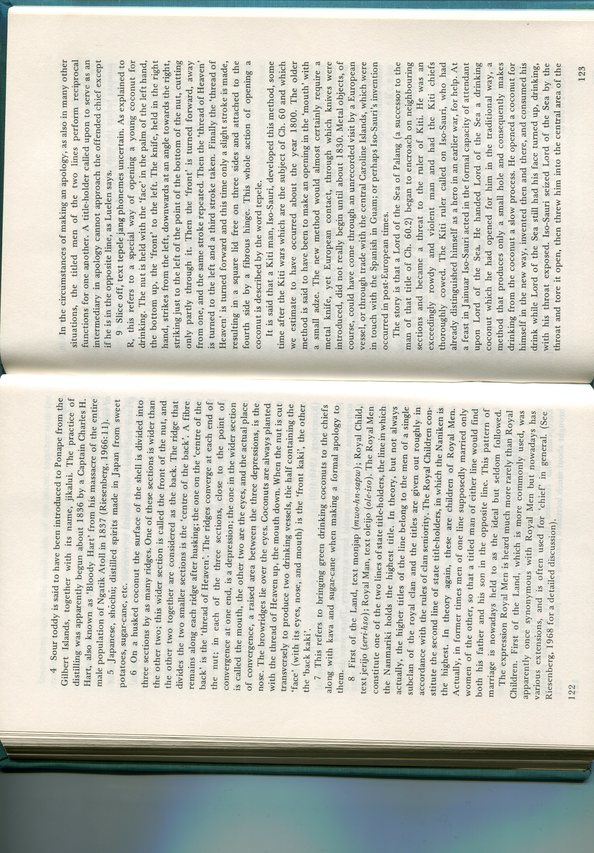 4 Sour toddy is said to have been introduced to Ponape from the
Gilbert Islands, together with its name, jikalui. The practice of
distilling was apparently begun about 1836 by a Captain Charles H.
Hart, also known as 'Bloody Hart' from his massacre of the entire
male population of Ngatik Atoll in 1837 (Riesenberg, 1966:11).
5 Japanese, shōchū; distilled spirits made in Japan from sweet
potatoes, sugar-cane, etc.
6 On a husked coconut the surface of the shell is divided into
three sections by as many ridges. One of these sections is wider than
the other two; this wider section is called the front of the nut, and
the other two together are considered as the back. The ridge that
divides the two smaller sections is the 'centre of the back'. A fibre
remains along each ridge after husking; the one on the 'centre of the
back' is the 'thread of Heaven'. The ridges converge at each end of
the nut; in each of the three sections, close to the point of
convergence at one end, is a depression; the one in the wider section
is called the mouth, the other two are the eyes, and the actual place
of convergence, a raised area between the three depressions, is the
nose. The browridges lie over the eyes. Coconuts are always planted
with the thread of Heaven up, the mouth down. When the nut is cut
transversely to produce two drinking vessels, the half containing the
'face' (with its eyes, nose, and mouth) is the 'front kaki', the other
the 'back kaki'.
7 This refers to bringing green drinking coconuts to the chiefs
along with kava and sugar-cane when making a formal apology to
them.
8 First of the Land, text monjap (mwo-hn-sapw); Royal Child,
text jerijo (seri-hso); Royal Man, text oleijo (ole-iso). The Royal Men
constitute one of the two lines of state title-holders, the line in which
the Nanmariki holds the highest title. In theory, but not always
actually, the higher titles of the line belong to the men of a single
subclan of the royal clan and the titles are given out roughly in
accordance with the rules of clan seniority. The Royal Children con-
stitute the second line of state title-holders, in which the Naniken is
the highest. In theory again, these are children of Royal Men.
Actually, in former times men of one line supposedly married only
women of the other, so that a titled man of either line would find
both his father and his son in the opposite line. This pattern of
marriage is nowadays held to as the ideal but seldom followed.
The expression Royal Men is heard much more rarely than Royal
Children. First of the Land, which is more commonly used, was
apparently once synonymous with Royal Men but nowadays has
various extensions, and is often used for 'chief' in general. (See
Riesenberg, 1968 for a detailed discussion).
122
In the circumstances of making an apology, as also in many other
situations, the titled men of the two lines perform reciprocal
functions for one another. A title-holder called upon to serve as an
intermediary in apology cannot approach the offended chief except
if he is in the opposite line, as Luelen says.
9 Slice off, text tepele jang phonemes uncertain. As explained to
R, this refers to a special way of opening a young coconut for
drinking. The nut is held with the 'face' in the palm of the left hand,
the bottom up, the 'front' to the left. The knife, held in the right
hand, strikes from the left, downwards at an angle towards the right,
striking just to the left of the point of the bottom of the nut, cutting
only partly through it. Then the 'front' is turned forward, away
from one, and the same stroke repeated. Then the 'thread of Heaven'
is turned to the left and a third stroke taken. Finally the 'thread of
Heaven' is turned forward and this time only a slight stroke is made,
resulting in a square lid free on three sides and attached to the
fourth side by a fibrous hinge. This whole action of opening a
coconut is described by the word tepele.
It is said that a Kiti man, Iso-Sauri, developed this method, some
time after the Kiti wars which are the subject of Ch. 60 and which
we estimate to have occurred about the year 1800. The older
method is said to have been to make an opening in the 'mouth' with
a small adze. The new method would almost certainly require a
metal knife, yet European contact, through which knives were
introduced, did not really begin until about 1830. Metal objects, of
course, could have come through an unrecorded visit by a European
vessel, or through trade with the central Caroline Islands, which were
in touch with the Spanish in Guam; or perhaps Iso-Sauri's invention
occurred in post-European times.
The story is that a Lord of the Sea of Palang (a successor to the
man of that title of Ch. 60.2) began to encroach on neighbouring
sections and became a threat to the ruler of Kiti. He was an
exceedingly rowdy and violent man and had the Kiti chiefs
thoroughly cowed. The Kiti ruler called on Iso-Sauri, who had
already distinguished himself as a hero in an earlier war, for help. At
a feast in Jainuar Iso-Sauri acted in the formal capacity of attendant
upon Lord of the Sea. He handed Lord of the Sea a drinking
coconut which he had opened for him in the traditional way, a
method that produces only a small hole and consequently makes
drinking from the coconut a slow process. He opened a coconut for
himself in the new way, invented then and there, and consumed his
drink while Lord of the Sea still had his face turned up, drinking,
with his throat exposed. Iso-Sauri seized Lord of the Sea by the
throat and tore it open, then threw him into the central area of the
123